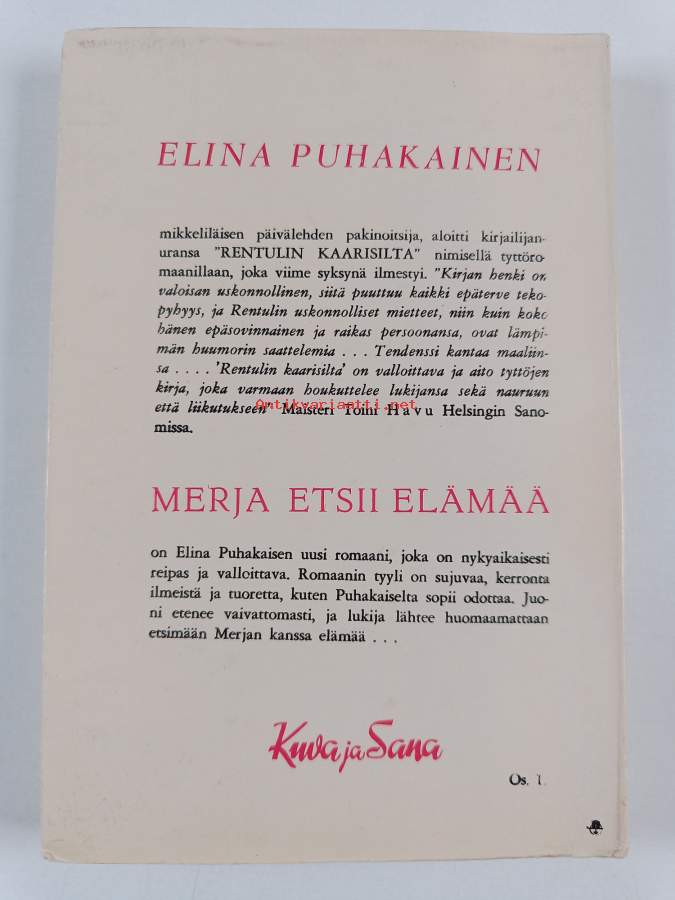 ELINA PUHAKAINEN
mikkeliläisen päivälehden pakinoitsija, aloitti kirjailijan-
uransa "RENTULIN KAARISILTA" nimisellä tyttöro-
maanillaan, joka viime syksynä ilmestyi. "Kirjan henki on
valoisan uskonnollinen, siitä puuttuu kaikki epäterve teko-
pyhyys, ja Rentulin uskonnolliset mietteet, niin kuin koko
hänen epäsovinnainen ja raikas persoonansa, ovat lämpi-
män huumorin saattelemia . . . Tendenssi kantaa maaliin-
sa . . . . 'Rentulin kaarisilta' on valloittava ja aito tyttöjen
kirja, joka varmaan houkuttelee lukijansa sekä nauruun
että liikutukseen" Maisteri Toini Havu Helsingin Sano-
missa.
Antikvariaatti.net
MERJA ETSII ELÄMÄÄ
on Elina Puhakaisen uusi romaani, joka on nykyaikaisesti
reipas ja valloittava. Romaanin tyyli on sujuvaa, kerronta
ilmeistä ja tuoretta, kuten Puhakaiselta sopii odottaa. Juo-
ni etenee vaivattomasti, ja lukija lähtee huomaamattaan
etsimään Merjan kanssa elämää . . .
Kuva ja Sana
Os. 1.